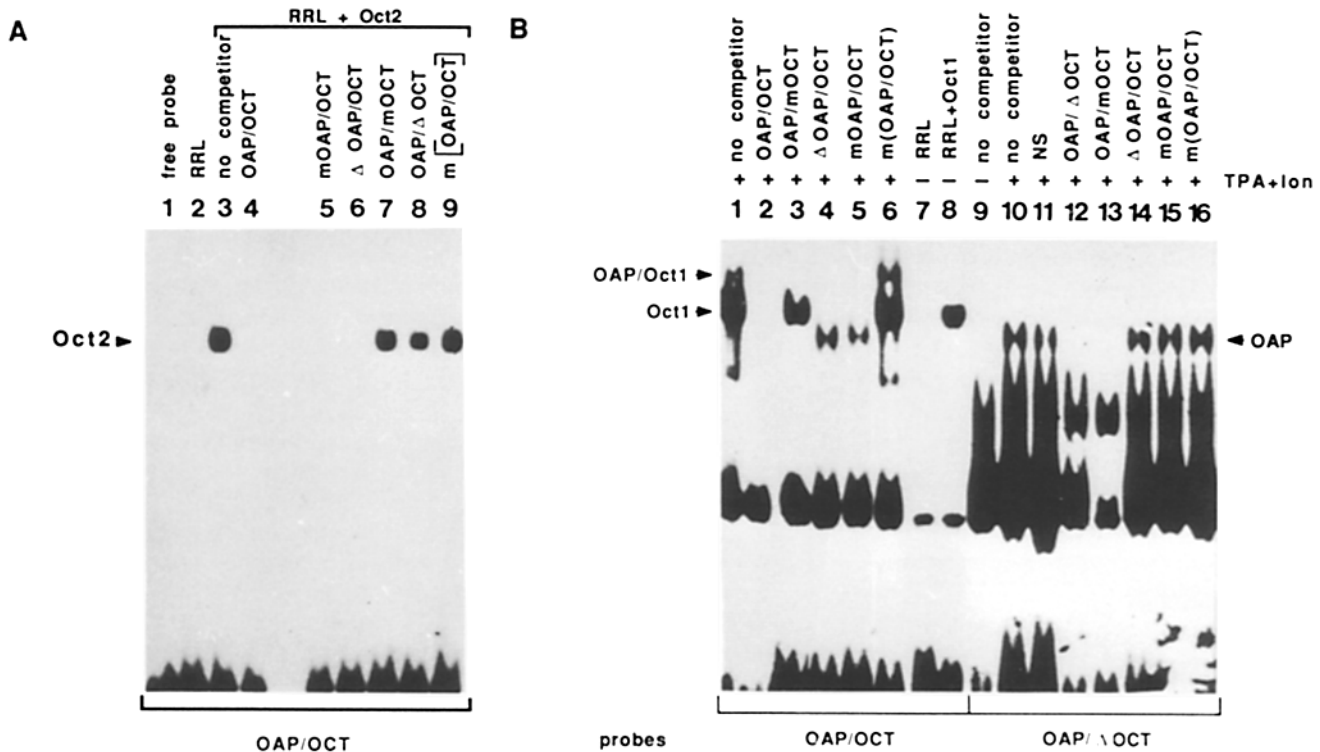 A
RRL + Oct2
free probe
RRL
no competitor
OAP/OCT
mOAP/OCT
Δ OAP/OCT
OAP/mOCT
OAP/Δ OCT
m [OAP/OCT]
1 2 3 4 5 6 7 8 9
Oct2
OAP/OCT
B
no competitor
OAP/OCT
OAP/mOCT
Δ OAP/OCT
mOAP/OCT
m(OAP/OCT)
RRL
RRL+Oct1
no competitor
no competitor
NS
OAP/Δ OCT
OAP/mOCT
Δ OAP/OCT
mOAP/OCT
m(OAP/OCT)
+ + + + + + – – – + + + + + + + TPA+Ion
1 2 3 4 5 6 7 8 9 10 11 12 13 14 15 16
OAP/Oct1
Oct1
OAP
probes OAP/OCT OAP/Δ OCT